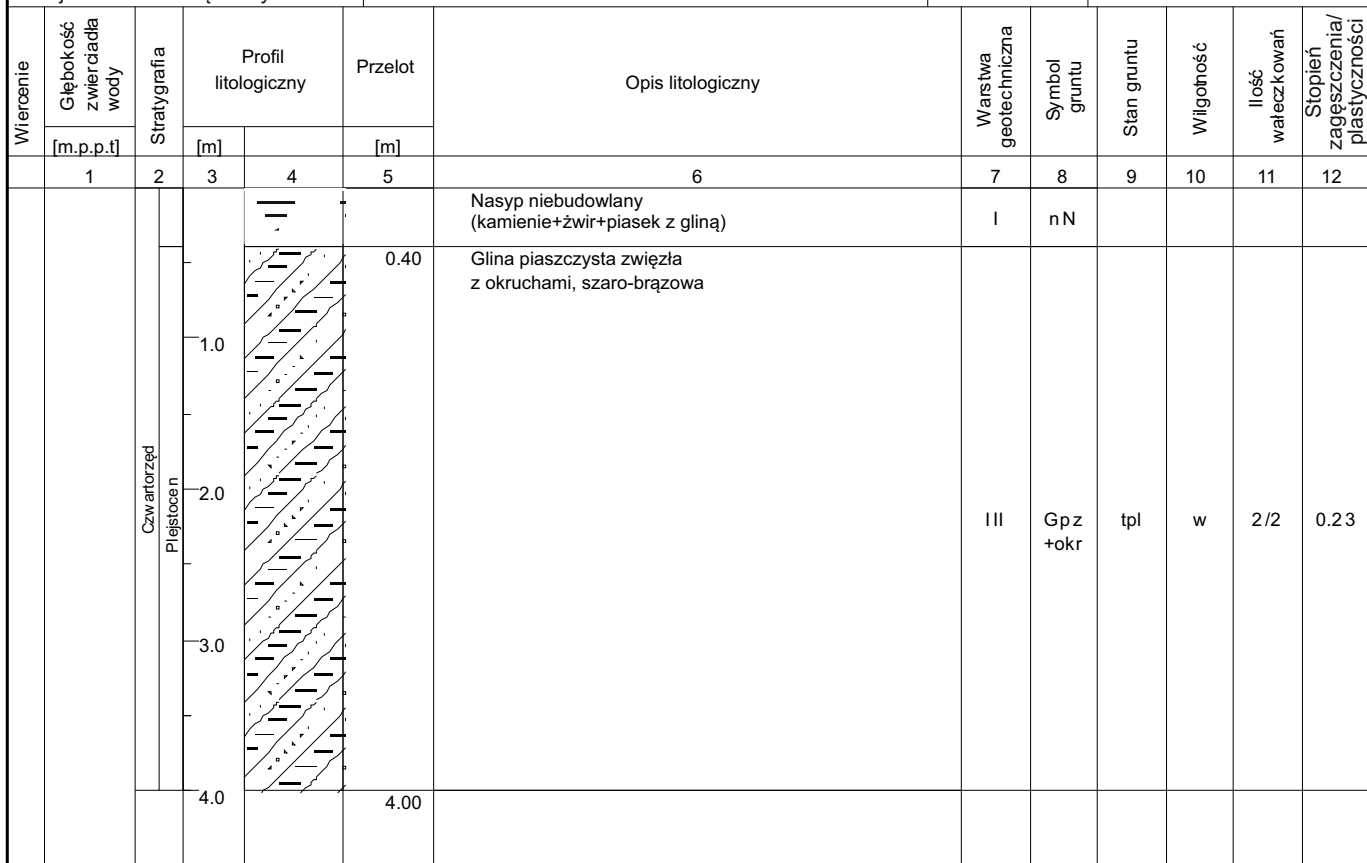 Wiercenie
Głębokość
zwierciadła
wody
[m.p.p.t]
Stratygrafia
Profil
litologiczny
[m]
Przelot
[m]
Opis litologiczny
Warstwa
geotechniczna
Symbol
gruntu
Stan gruntu
Wilgotność
Ilość
wałeczkowań
Stopień
zagęszczenia/
plastyczności
1 2 3 4 5 6 7 8 9 10 11 12
Nasyp niebudowlany
(kamienie+żwir+piasek z gliną)
I nN
0.40
Glina piaszczysta zwięzła
z okruchami, szaro-brązowa
1.0
Czwartorzęd
Plejstocen
2.0
III Gpz
+okr
tpl w 2/2 0.23
3.0
4.0
4.00